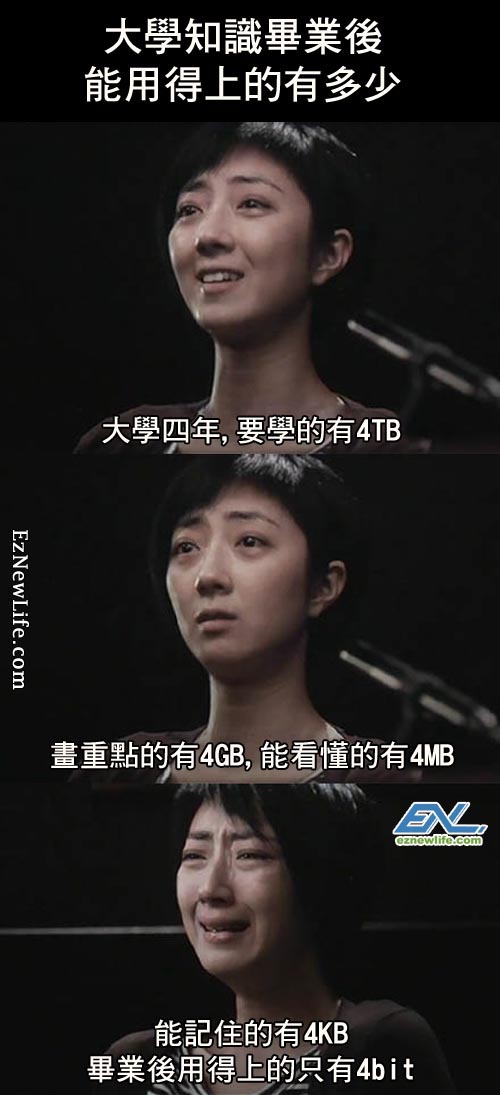 大學知識畢業後
能用得上的有多少
大學四年,要學的有4TB
EzNewLife.com
畫重點的有4GB,能看懂的有4MB
ENL
eznewlife.com
能記住的有4KB
畢業後用得上的只有4bit